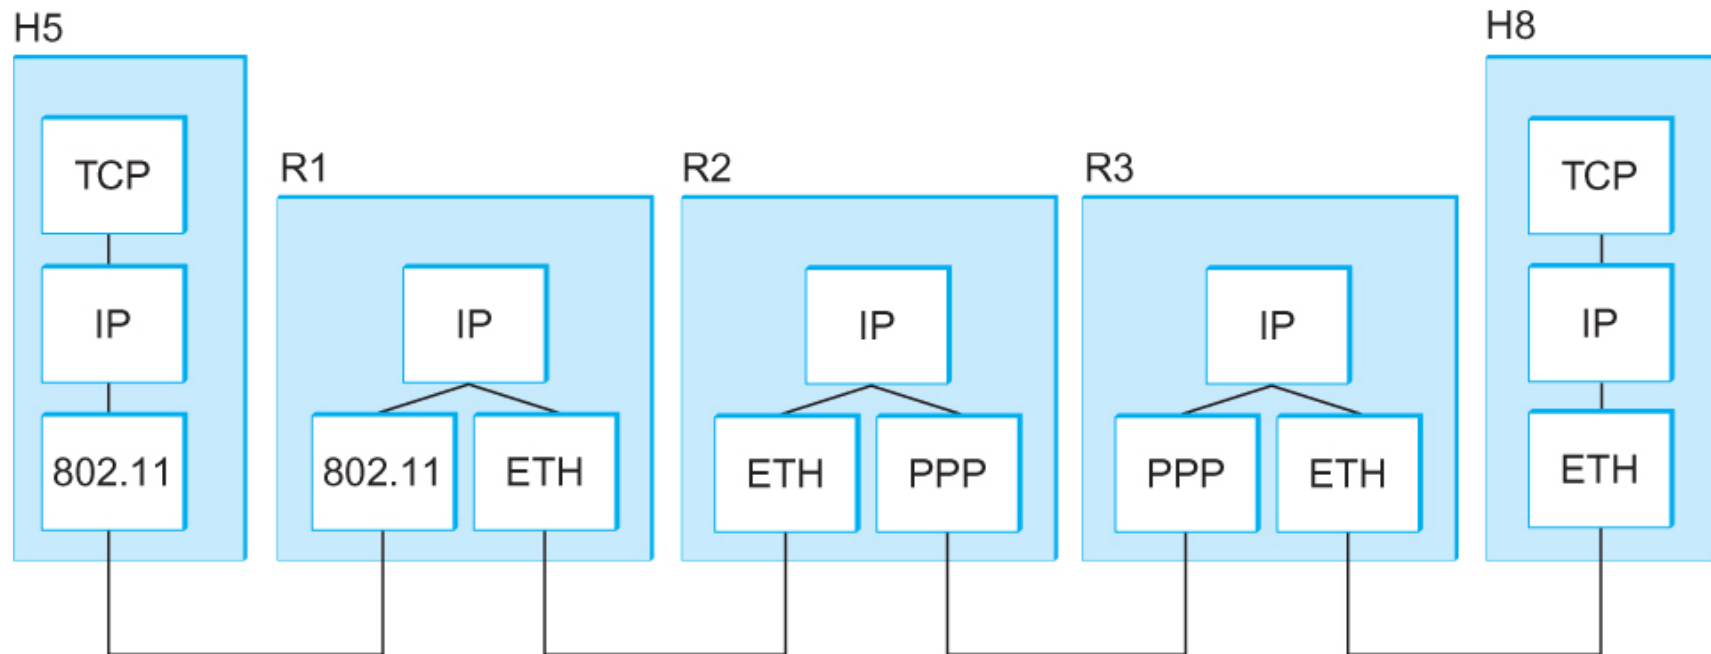 H5
H8
TCP
R1
R2
R3
TCP
IP
IP
IP
IP
IP
802.11
802.11
ETH
ETH
PPP
PPP
ETH
ETH